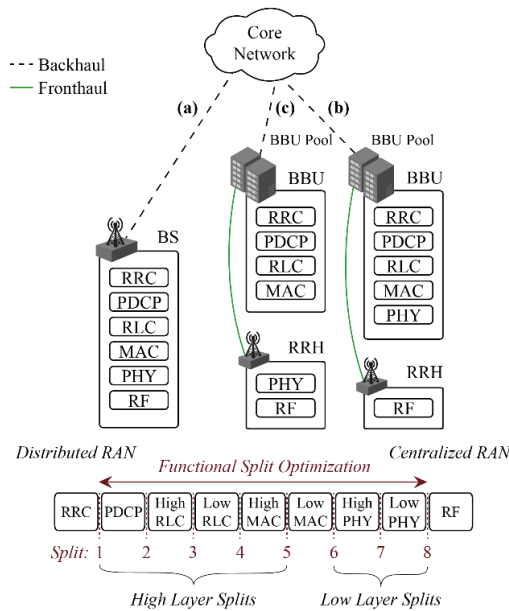 Core
Network
Backhaul
Fronthaul
(a)
(c)
(b)
BBU Pool
BBU Pool
BS
RRC
PDCP
RLC
MAC
PHY
RF
BBU
RRC
PDCP
RLC
MAC
RRH
PHY
RF
BBU
RRC
PDCP
RLC
MAC
PHY
RRH
RF
Distributed RAN
Centralized RAN
Functional Split Optimization
RRC
PDCP
High
RLC
Low
RLC
High
MAC
Low
MAC
High
PHY
Low
PHY
RF
Split: 1 2 3 4 5 6 7 8
High Layer Splits
Low Layer Splits